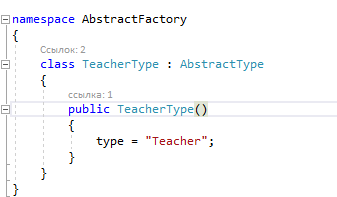 namespace AbstractFactory
{
Ссылок: 2
class TeacherType : AbstractType
{
ссылка: 1
public TeacherType()
{
type = "Teacher";
}
}
}